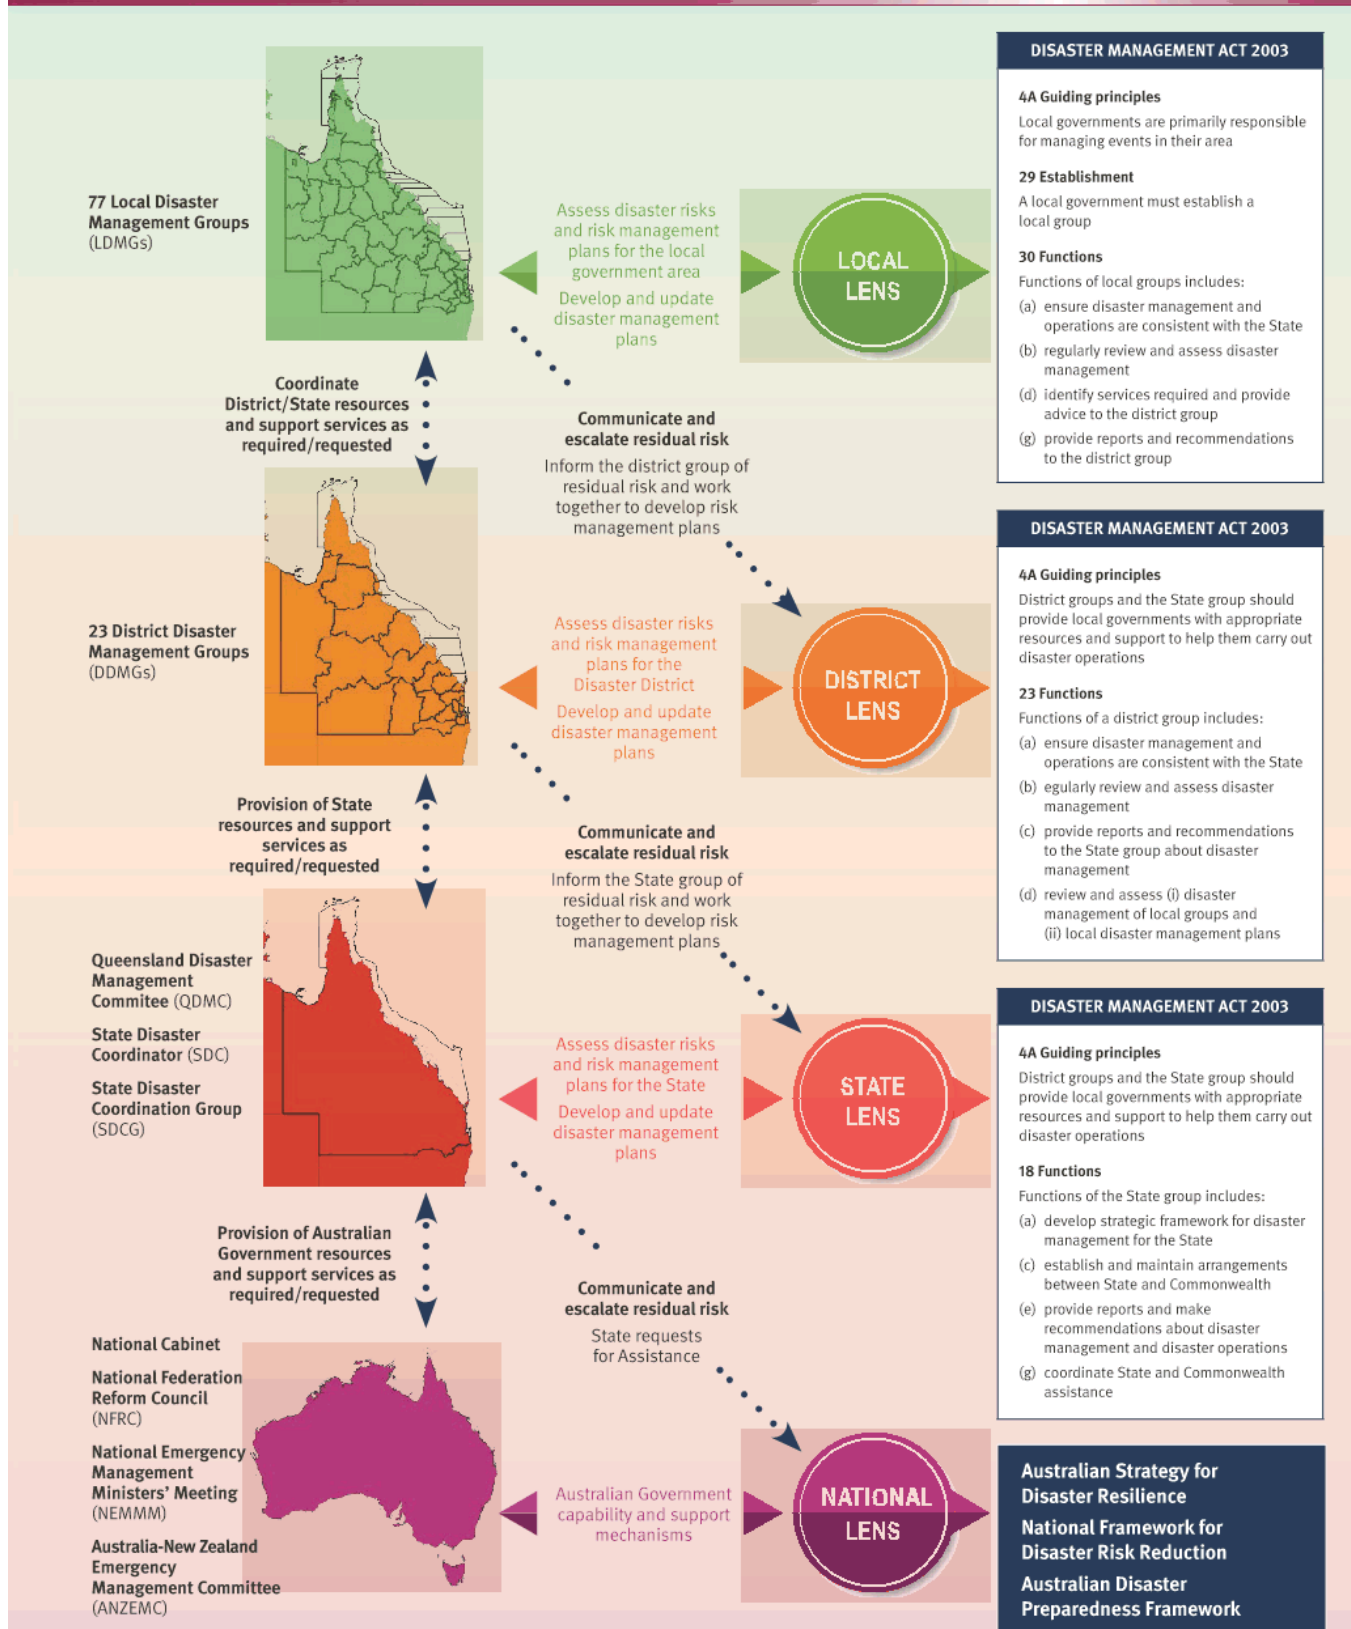 77 Local Disaster
Management Groups
(LDMGs)
Assess disaster risks
and risk management
plans for the local
government area
Develop and update
disaster management
plans
LOCAL
LENS
DISASTER MANAGEMENT ACT 2003
4A Guiding principles
Local governments are primarily responsible
for managing events in their area
29 Establishment
A local government must establish a
local group
30 Functions
Functions of local groups includes:
(a) ensure disaster management and
operations are consistent with the State
(b) regularly review and assess disaster
management
(d) identify services required and provide
advice to the district group
(g) provide reports and recommendations
to the district group
Coordinate
District/State resources
and support services as
required/requested
Communicate and
escalate residual risk
Inform the district group of
residual risk and work
together to develop risk
management plans
23 District Disaster
Management Groups
(DDMGs)
Assess disaster risks
and risk management
plans for the
Disaster District
Develop and update
disaster management
plans
DISTRICT
LENS
DISASTER MANAGEMENT ACT 2003
4A Guiding principles
District groups and the State group should
provide local governments with appropriate
resources and support to help them carry out
disaster operations
23 Functions
Functions of a district group includes:
(a) ensure disaster management and
operations are consistent with the State
(b) egularly review and assess disaster
management
(c) provide reports and recommendations
to the State group about disaster
management
(d) review and assess (i) disaster
management of local groups and
(ii) local disaster management plans
Provision of State
resources and support
services as
required/requested
Communicate and
escalate residual risk
Inform the State group of
residual risk and work
together to develop risk
management plans
Queensland Disaster
Management
Commitee (QDMC)
State Disaster
Coordinator (SDC)
State Disaster
Coordination Group
(SDCG)
Assess disaster risks
and risk management
plans for the State
Develop and update
disaster management
plans
STATE
LENS
DISASTER MANAGEMENT ACT 2003
4A Guiding principles
District groups and the State group should
provide local governments with appropriate
resources and support to help them carry out
disaster operations
18 Functions
Functions of the State group includes:
(a) develop strategic framework for disaster
management for the State
(c) establish and maintain arrangements
between State and Commonwealth
(e) provide reports and make
recommendations about disaster
management and disaster operations
(g) coordinate State and Commonwealth
assistance
Provision of Australian
Government resources
and support services as
required/requested
Communicate and
escalate residual risk
State requests
for Assistance
National Cabinet
National Federation
Reform Council
(NFRC)
National Emergency
Management
Ministers' Meeting
(NEMMM)
Australia-New Zealand
Emergency
Management Committee
(ANZEMC)
Australian Government
capability and support
mechanisms
NATIONAL
LENS
Australian Strategy for
Disaster Resilience
National Framework for
Disaster Risk Reduction
Australian Disaster
Preparedness Framework